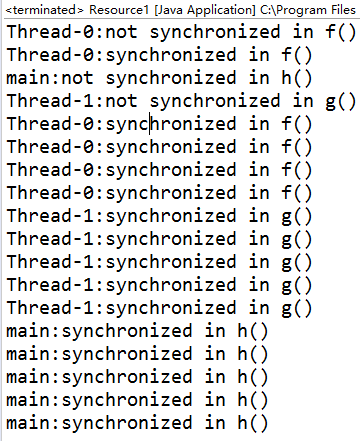 <terminated> Resource1 [Java Application] C:\Program Files
Thread-0:not synchronized in f()
Thread-0:synchronized in f()
main:not synchronized in h()
Thread-1:not synchronized in g()
Thread-0:synchronized in f()
Thread-0:synchronized in f()
Thread-0:synchronized in f()
Thread-0:synchronized in f()
Thread-1:synchronized in g()
Thread-1:synchronized in g()
Thread-1:synchronized in g()
Thread-1:synchronized in g()
Thread-1:synchronized in g()
main:synchronized in h()
main:synchronized in h()
main:synchronized in h()
main:synchronized in h()
main:synchronized in h()